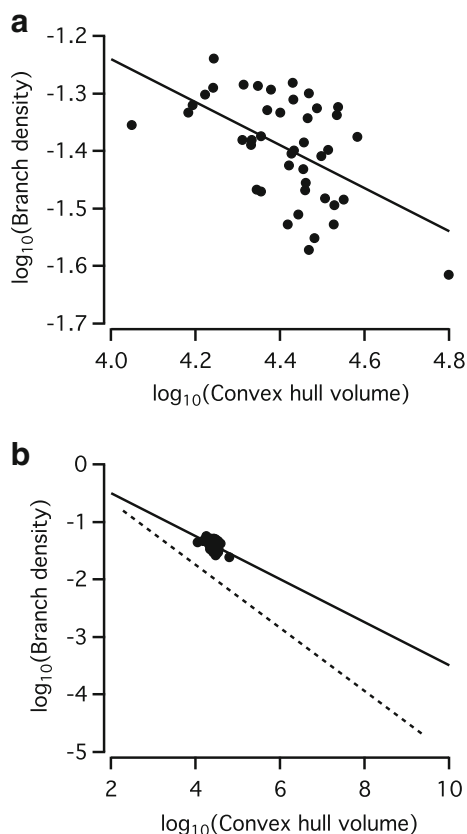 a
-1.2
-1.3
-1.4
-1.5
-1.6
-1.7
log10(Branch density)
4.0 4.2 4.4 4.6 4.8
log10(Convex hull volume)
b
0
-1
-2
-3
-4
-5
log10(Branch density)
2 4 6 8 10
log10(Convex hull volume)